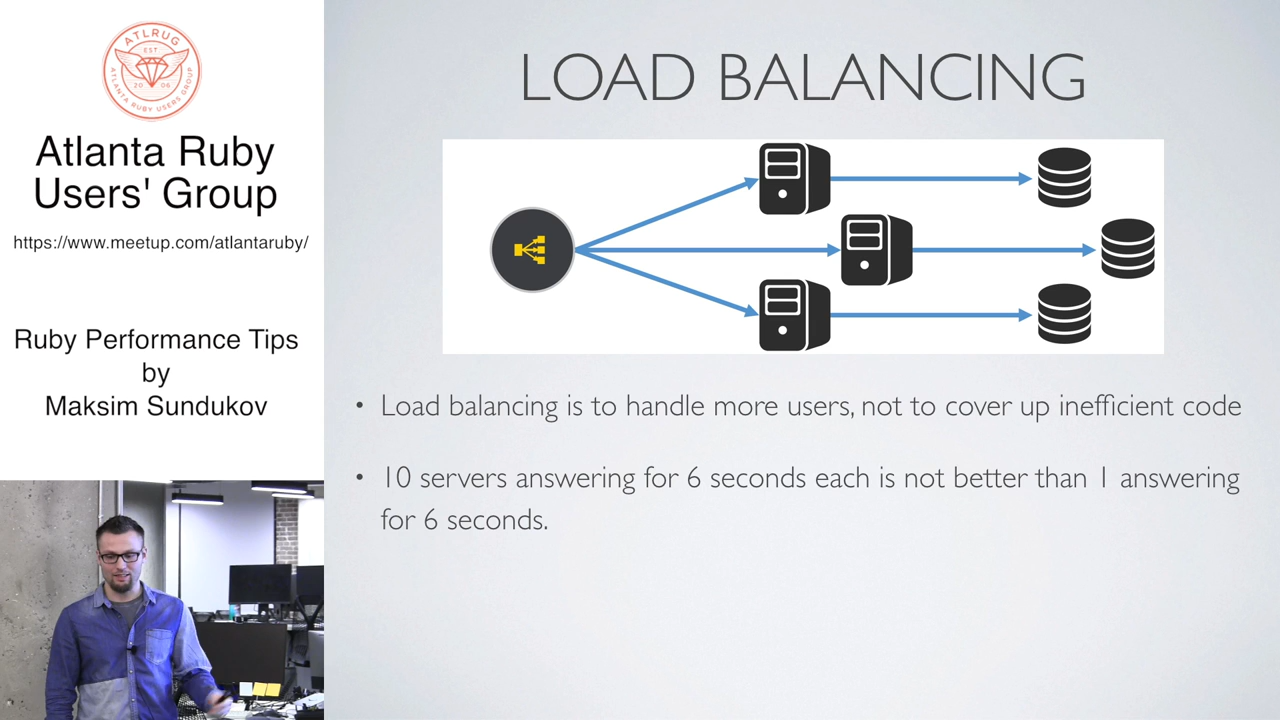 ATLRUG
EST
2006
ATLANTA RUBY USERS GROUP
Atlanta Ruby
Users' Group
https://www.meetup.com/atlantaruby/
Ruby Performance Tips
by
Maksim Sundukov
LOAD BALANCING
• Load balancing is to handle more users, not to cover up inefficient code
• 10 servers answering for 6 seconds each is not better than 1 answering
for 6 seconds.